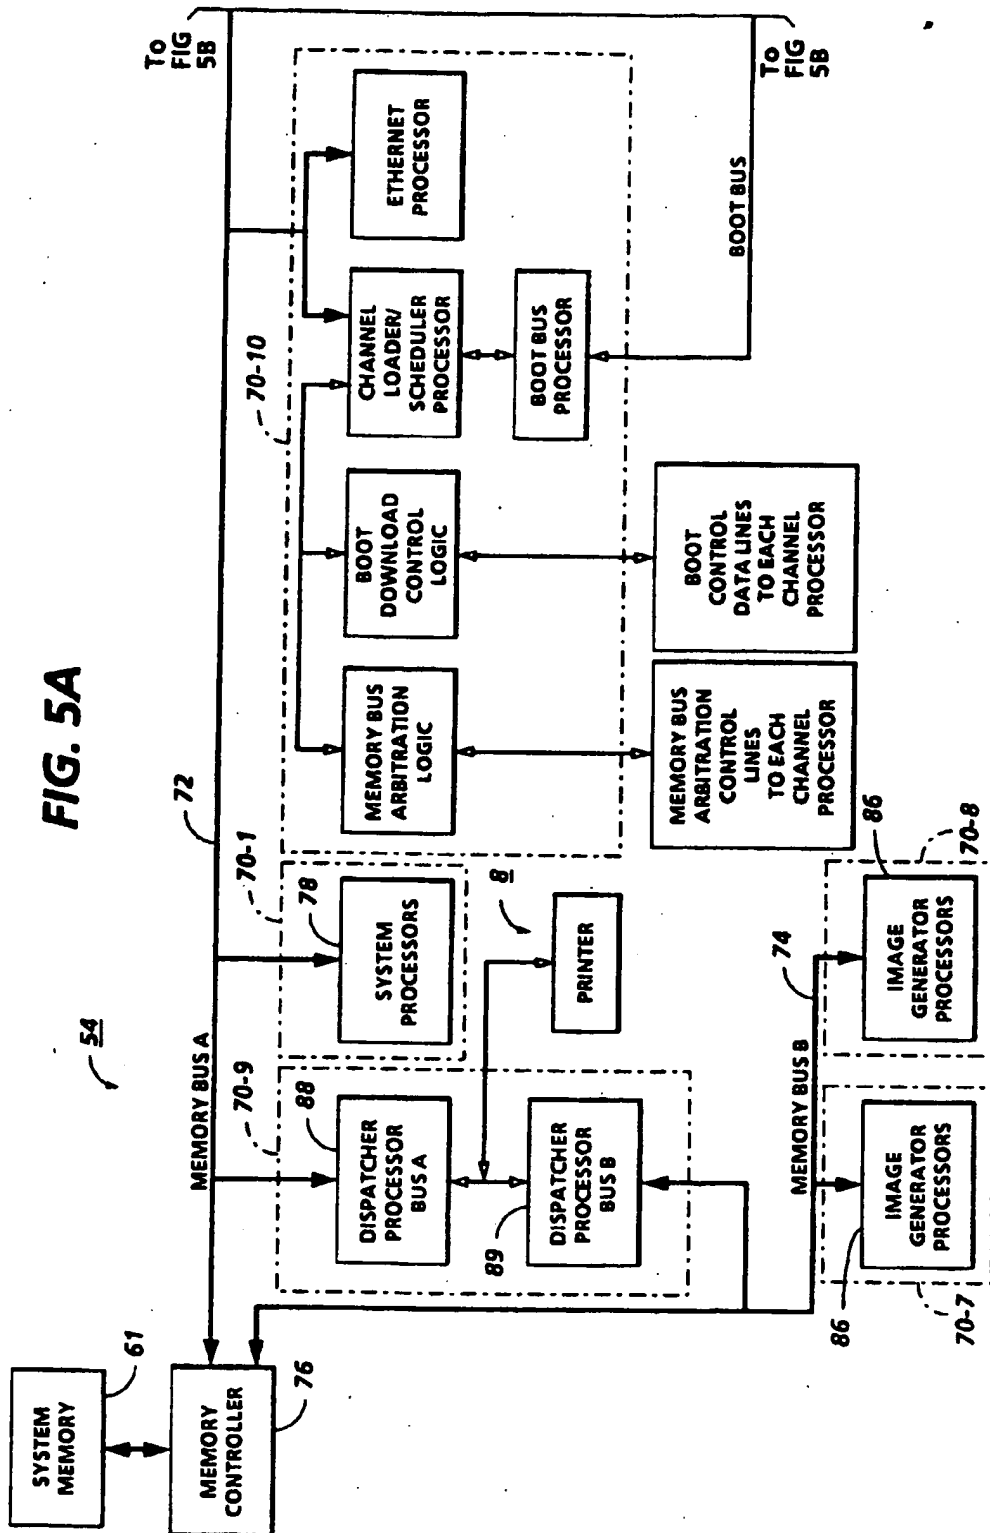 FIG. 5A
54
SYSTEM
MEMORY
61
MEMORY
CONTROLLER
76
MEMORY BUS A
72
To
FIG
5B
70-9
88
DISPATCHER
PROCESSOR
BUS A
89
DISPATCHER
PROCESSOR
BUS B
70-1
78
SYSTEM
PROCESSORS
8
PRINTER
70-10
MEMORY BUS
ARBITRATION
LOGIC
BOOT
DOWNLOAD
CONTROL
LOGIC
CHANNEL
LOADER/
SCHEDULER
PROCESSOR
ETHERNET
PROCESSOR
BOOT BUS
PROCESSOR
MEMORY BUS
ARBITRATION
CONTROL
LINES
TO EACH
CHANNEL
PROCESSOR
BOOT
CONTROL
DATA LINES
TO EACH
CHANNEL
PROCESSOR
BOOT BUS
To
FIG
5B
MEMORY BUS B
74
86
IMAGE
GENERATOR
PROCESSORS
70-7
86
IMAGE
GENERATOR
PROCESSORS
70-8